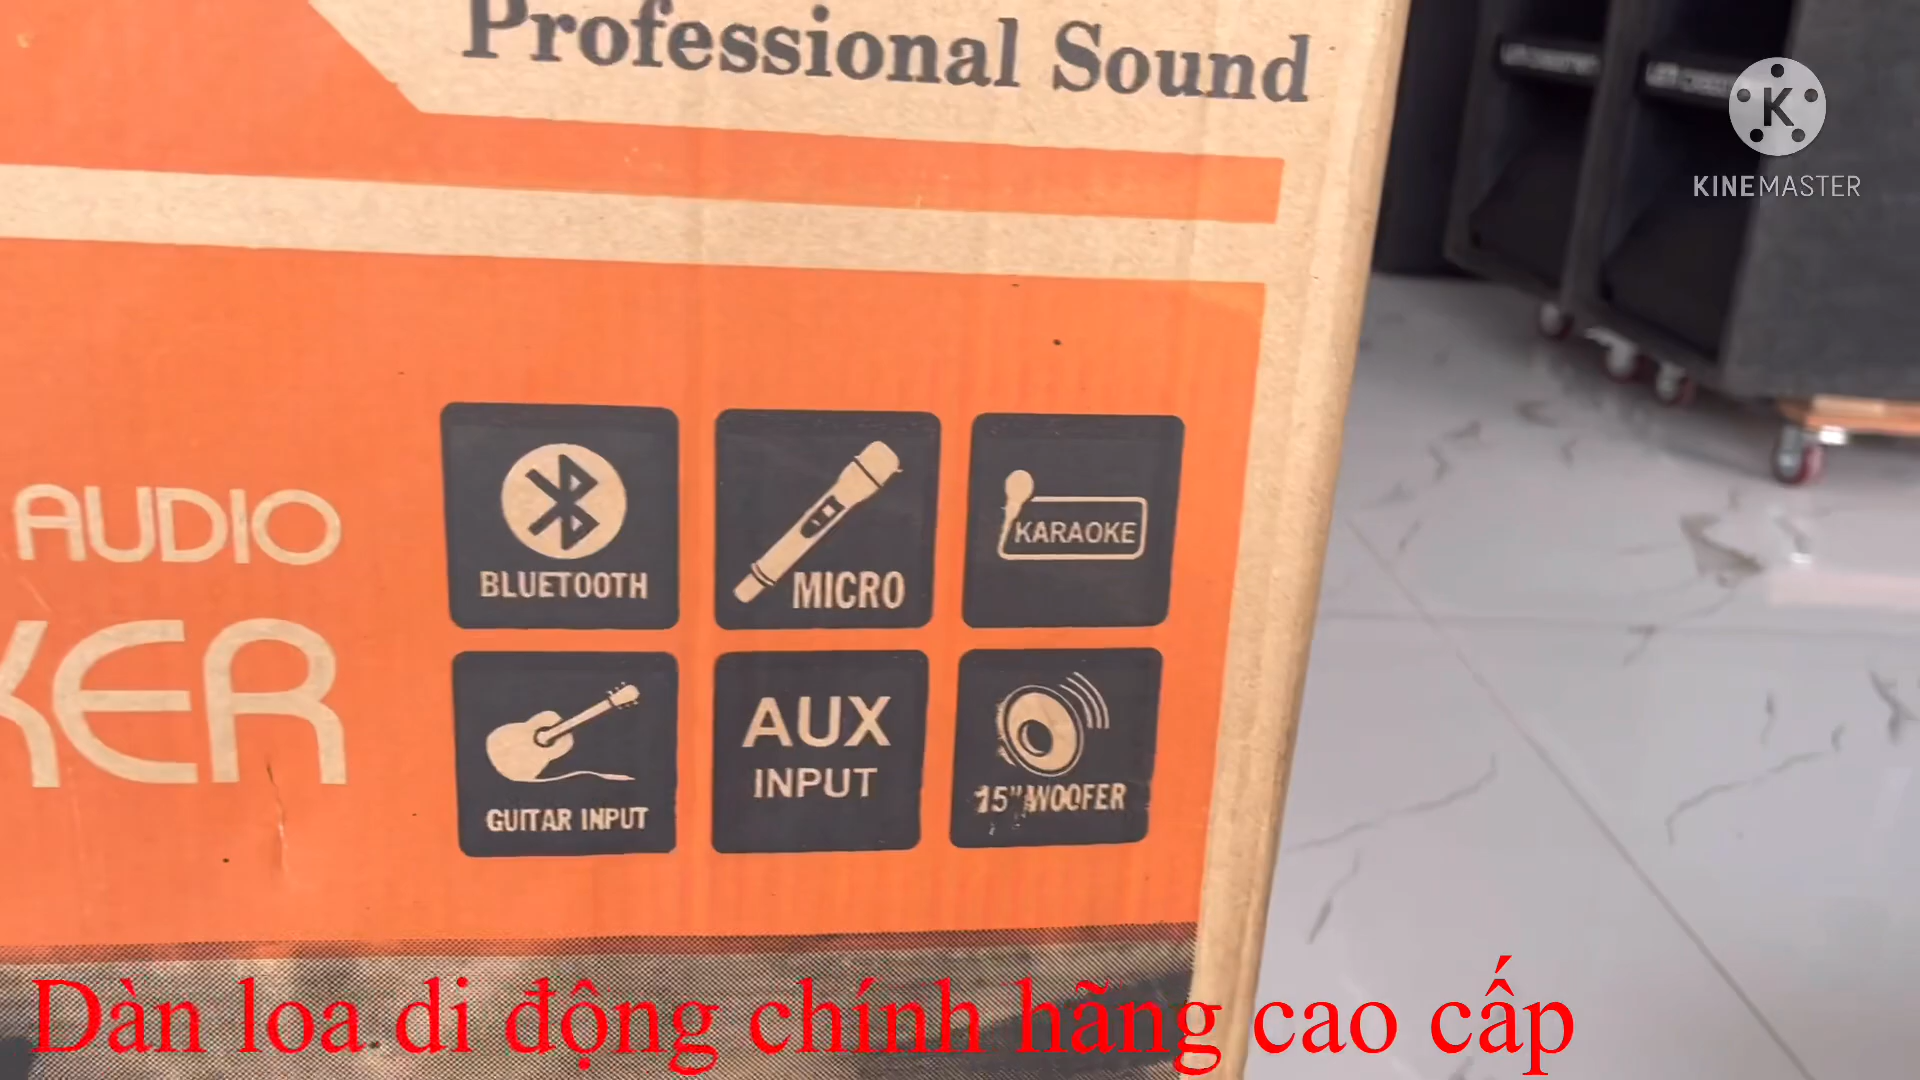 Professional Sound
KINEMASTER
AUDIO
KER
BLUETOOTH
MICRO
KARAOKE
GUITAR INPUT
AUX
INPUT
15" WOOFER
Dàn loa di động chính hãng cao cấp